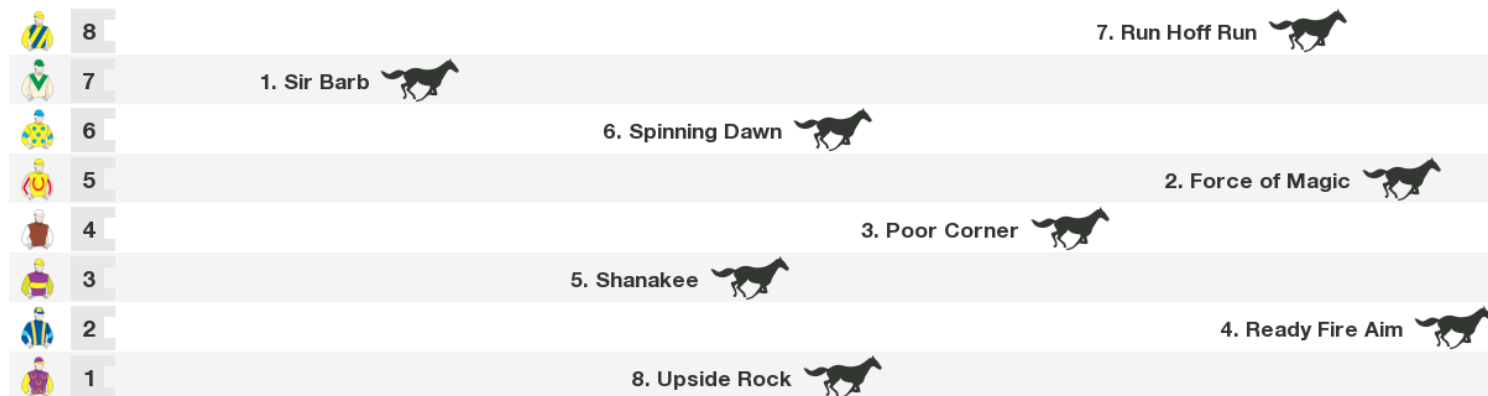 8 7. Run Hoff Run
7 1. Sir Barb
6 6. Spinning Dawn
5 2. Force of Magic
4 3. Poor Corner
3 5. Shanakee
2 4. Ready Fire Aim
1 8. Upside Rock